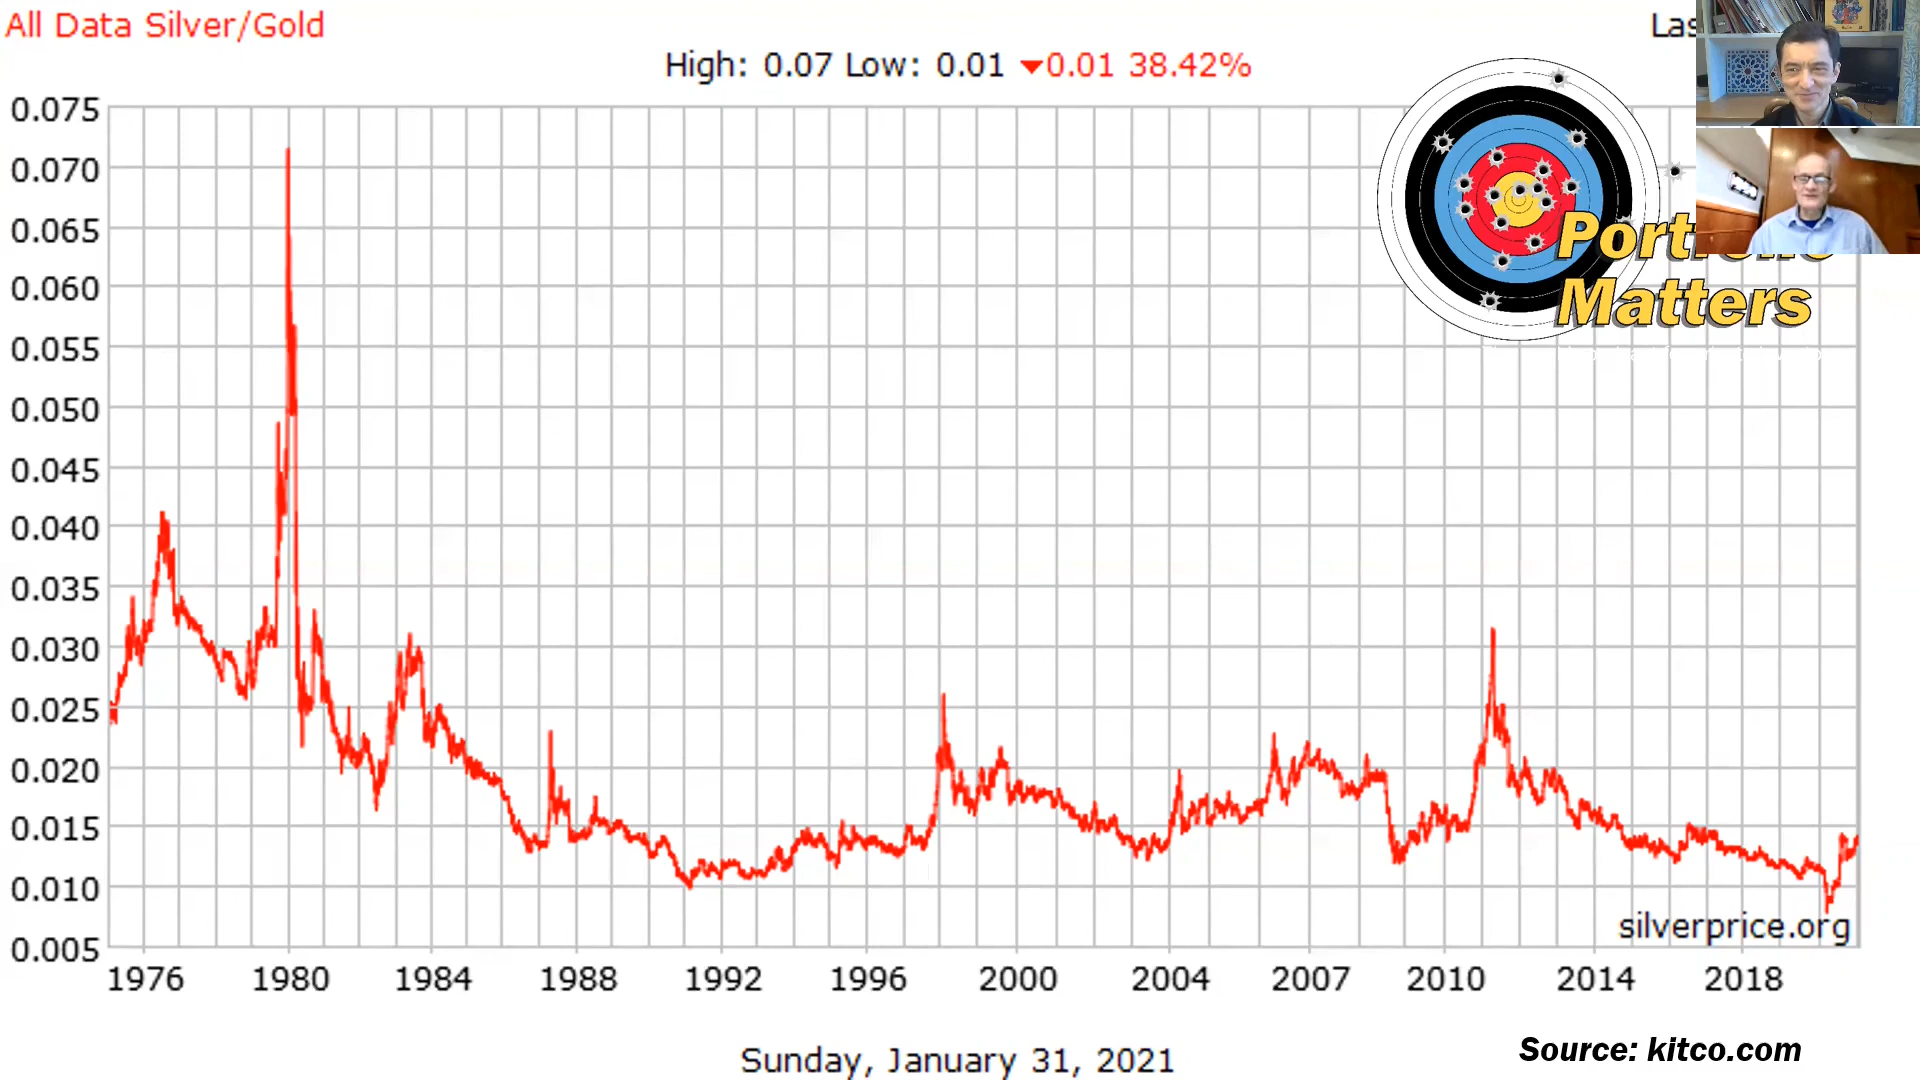 All Data Silver/Gold
Las
High: 0.07 Low: 0.01 ▼0.01 38.42%
0.075
0.070
0.065
0.060
0.055
0.050
0.045
0.040
0.035
0.030
0.025
0.020
0.015
0.010
0.005
Portfolio
Matters
silverprice.org
1976 1980 1984 1988 1992 1996 2000 2004 2007 2010 2014 2018
Sunday, January 31, 2021
Source: kitco.com